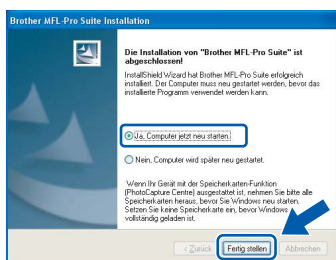 Brother MFL-Pro Suite Installation
Die Installation von "Brother MFL-Pro Suite" ist
abgeschlossen!
InstallShield Wizard hat Brother MFL-Pro Suite erfolgreich
installiert. Der Computer muss neu gestartet werden, bevor das
installierte Programm verwendet werden kann.
Ja, Computer jetzt neu starten.
Nein, Computer wird später neu gestartet.
Wenn Ihr Gerät mit der Speicherkarten-Funktion
(PhotoCapture Centre) ausgestattet ist, nehmen Sie bitte alle
Speicherkarten heraus, bevor Sie Windows neu starten.
Setzen Sie keine Speicherkarte ein, bevor Windows
vollständig geladen ist.
< Zurück Fertig stellen Abbrechen